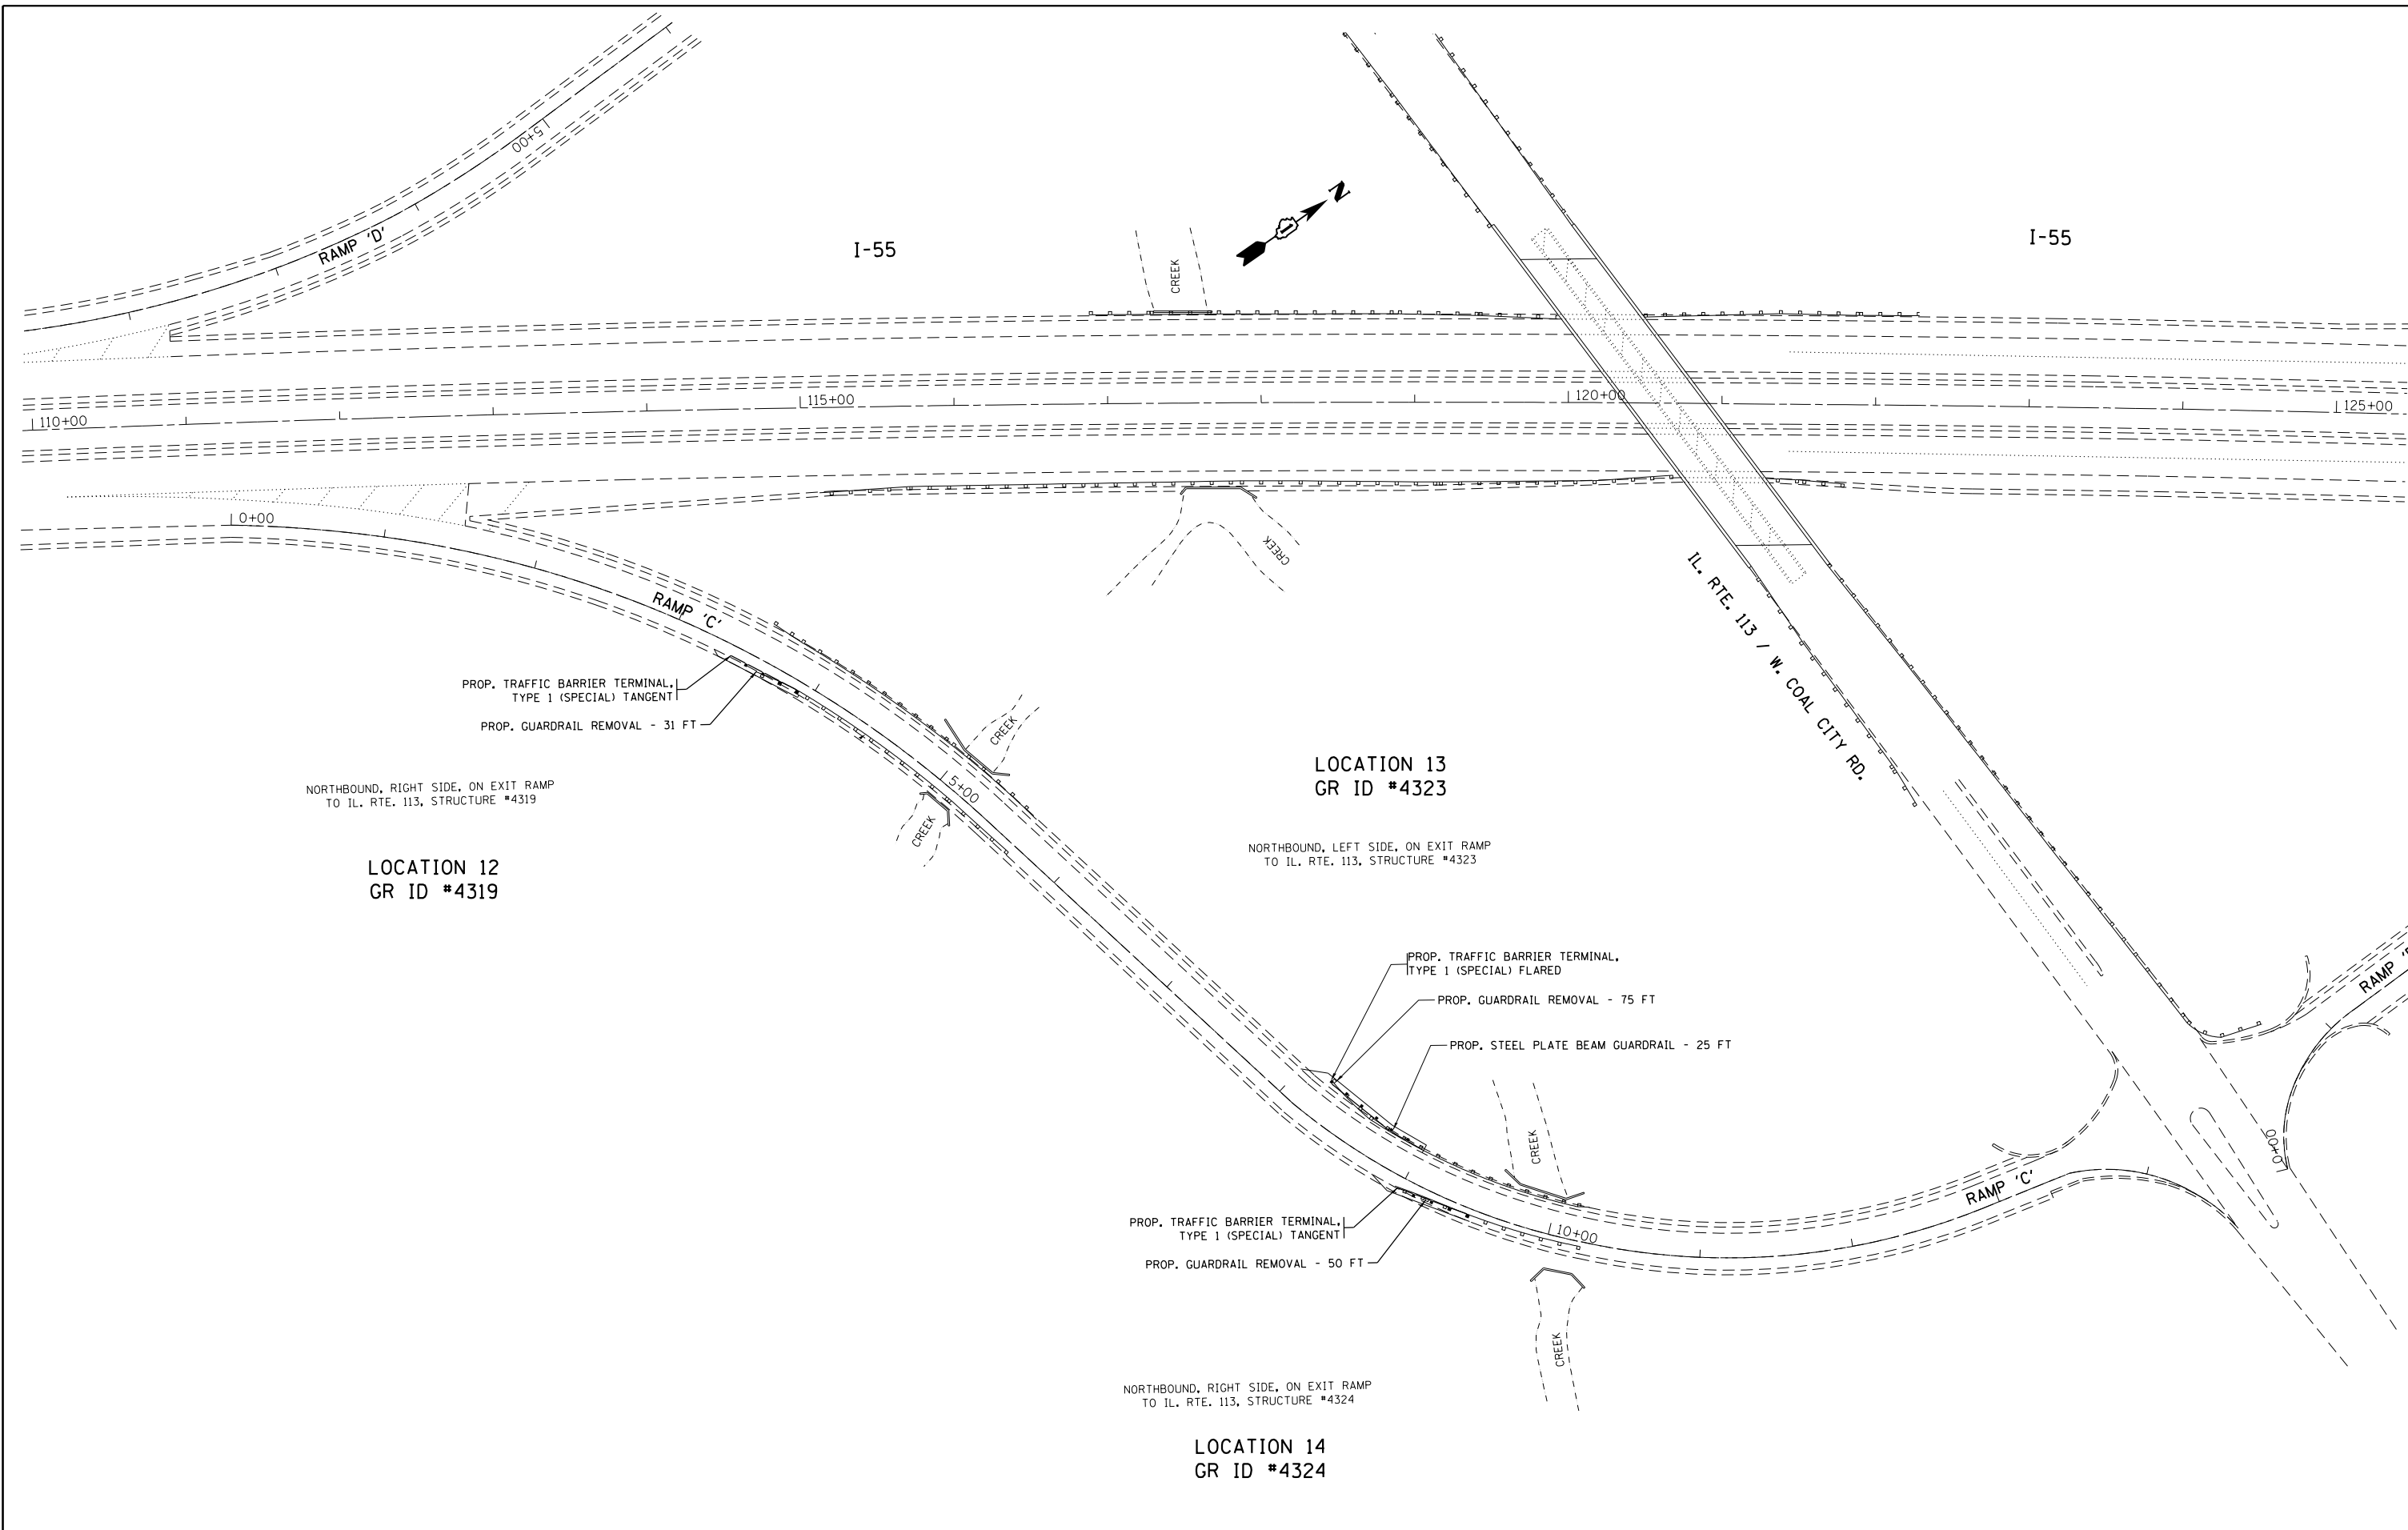 5+00
RAMP 'D'
I-55
N
1
CREEK
I-55
110+00
115+00
120+00
125+00
0+00
CREEK
RAMP 'C'
IL. RTE. 113 / W. COAL CITY RD.
PROP. TRAFFIC BARRIER TERMINAL,
TYPE 1 (SPECIAL) TANGENT
PROP. GUARDRAIL REMOVAL - 31 FT
CREEK
5+00
CREEK
NORTHBOUND, RIGHT SIDE, ON EXIT RAMP
TO IL. RTE. 113, STRUCTURE #4319
LOCATION 12
GR ID #4319
LOCATION 13
GR ID #4323
NORTHBOUND, LEFT SIDE, ON EXIT RAMP
TO IL. RTE. 113, STRUCTURE #4323
PROP. TRAFFIC BARRIER TERMINAL,
TYPE 1 (SPECIAL) FLARED
PROP. GUARDRAIL REMOVAL - 75 FT
PROP. STEEL PLATE BEAM GUARDRAIL - 25 FT
RAMP
CREEK
0+00
RAMP 'C'
PROP. TRAFFIC BARRIER TERMINAL,
TYPE 1 (SPECIAL) TANGENT
PROP. GUARDRAIL REMOVAL - 50 FT
10+00
CREEK
NORTHBOUND, RIGHT SIDE, ON EXIT RAMP
TO IL. RTE. 113, STRUCTURE #4324
LOCATION 14
GR ID #4324